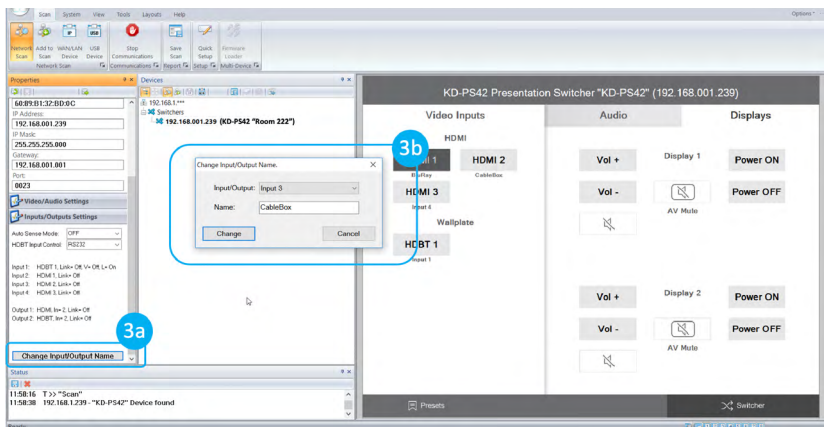 Scan System View Tools Layouts Help
Options
Network Scan
Add to Scan
WAN/LAN Device
USB Device
Stop Communications
Save Scan
Quick Setup
Firmware Loader
Network Scan
Communications
Report
Setup
Multi-Device
Properties
60:89:B1:32:BD:0C
IP Address:
192.168.001.239
IP Mask:
255.255.255.000
Gateway:
192.168.001.001
Port:
0023
Video/Audio Settings
Inputs/Outputs Settings
Auto Sense Mode: OFF
HDBT Input Control: RS232
Input 1: HDBT 1, Link= Off, V= Off, L= On
Input 2: HDMI 1, Link= Off
Input 3: HDMI 2, Link= Off
Input 4: HDMI 3, Link= Off
Output 1: HDMI, In= 2, Link= Off
Output 2: HDBT, In= 2, Link= Off
3a
Change Input/Output Name
Devices
192.168.1.***
Switchers
192.168.001.239 (KD-PS42 "Room 222")
3b
Change Input/Output Name.
Input/Output: Input 3
Name: CableBox
Change
Cancel
Status
11:58:16 T >> "Scan"
11:58:38 192.168.1.239 - "KD-PS42" Device found
KD-PS42 Presentation Switcher "KD-PS42" (192.168.001.239)
Video Inputs
Audio
Displays
HDMI
HDMI 2
BluRay
CableBox
HDMI 3
Input 4
Wallplate
HDBT 1
Input 1
Vol +
Display 1
Power ON
Vol -
Power OFF
AV Mute
Vol +
Display 2
Power ON
Vol -
Power OFF
AV Mute
Presets
Switcher